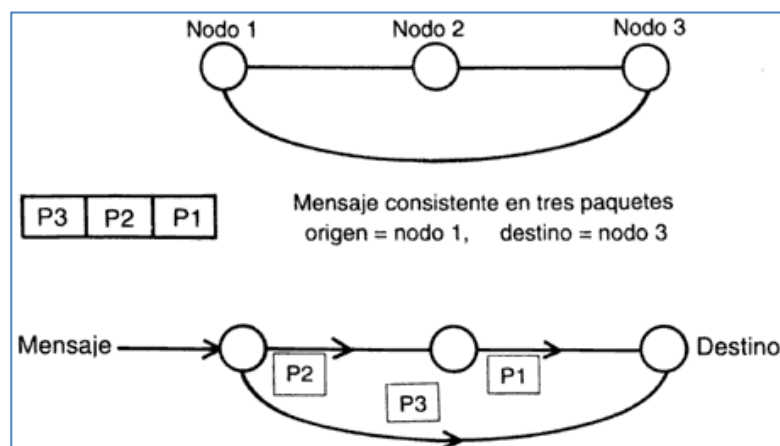 Nodo 1 Nodo 2 Nodo 3
P3 P2 P1
Mensaje consistente en tres paquetes
origen = nodo 1, destino = nodo 3
Mensaje Destino
P2 P1
P3